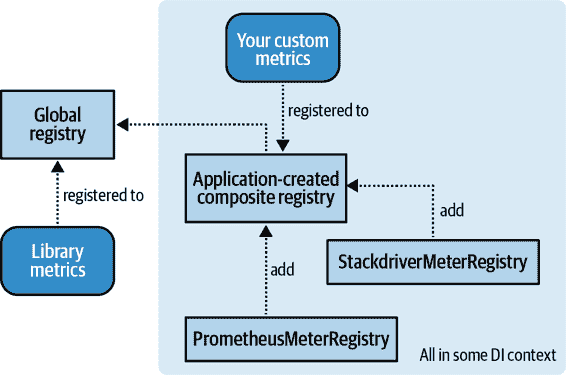 Your custom
metrics
registered to
Global
registry
Application-created
composite registry
registered to
add
Library
metrics
StackdriverMeterRegistry
add
PrometheusMeterRegistry
All in some DI context